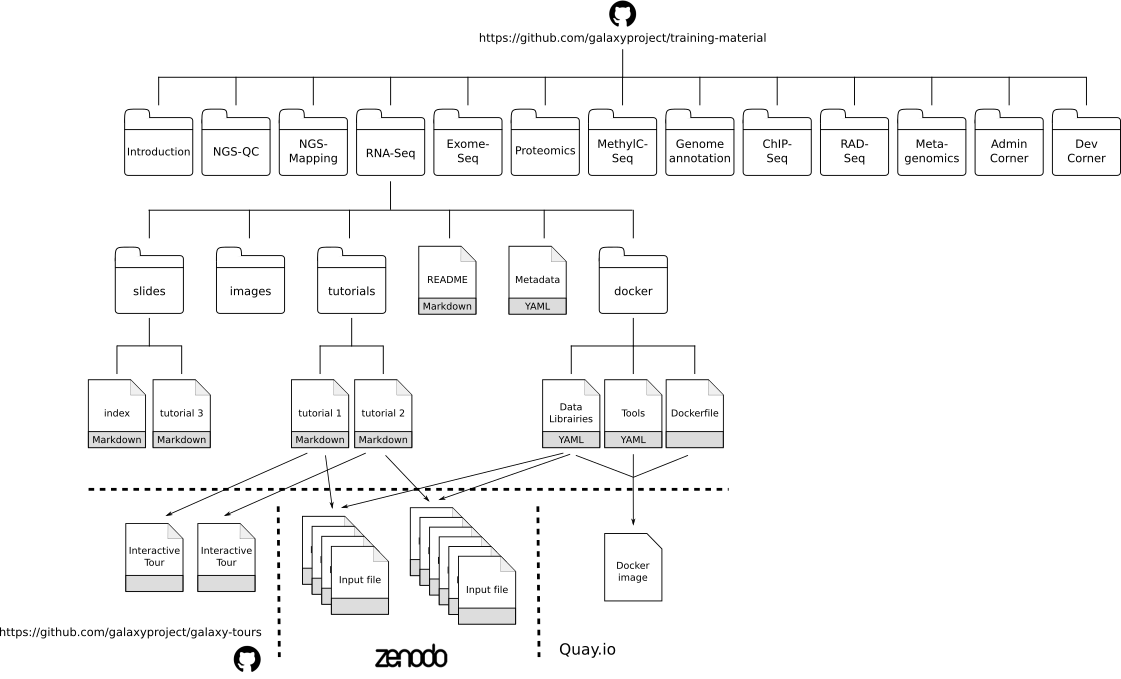 https://github.com/galaxyproject/training-material
Introduction
NGS-QC
NGS-
Mapping
RNA-Seq
Exome-
Seq
Proteomics
MethylC-
Seq
Genome
annotation
ChIP-
Seq
RAD-
Seq
Meta-
genomics
Admin
Corner
Dev
Corner
slides
images
tutorials
README
Markdown
Metadata
YAML
docker
index
Markdown
tutorial 3
Markdown
tutorial 1
Markdown
tutorial 2
Markdown
Data
Librairies
YAML
Tools
YAML
Dockerfile
Interactive
Tour
Interactive
Tour
Input file
Input file
Docker
image
https://github.com/galaxyproject/galaxy-tours
zenodo
Quay.io